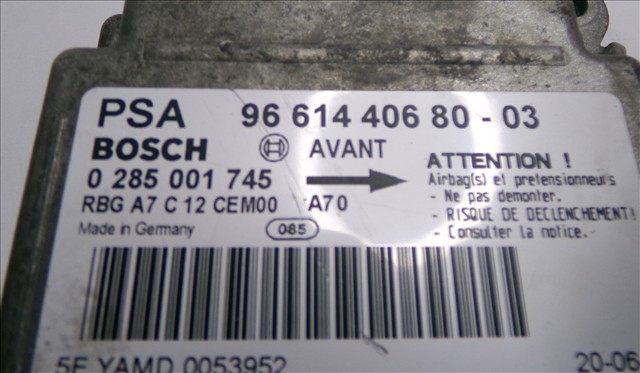 PSA 96 614 406 80 - 03
BOSCH AVANT
0 285 001 745
RBG A7 C 12 CEM00 A70
Made in Germany 085
ATTENTION !
Airbag(s) et pretensionneurs
- Ne pas demonter.
- RISQUE DE DECLENCHEMENT!
- Consulter la notice.
5F YAMD 0053952 20-06